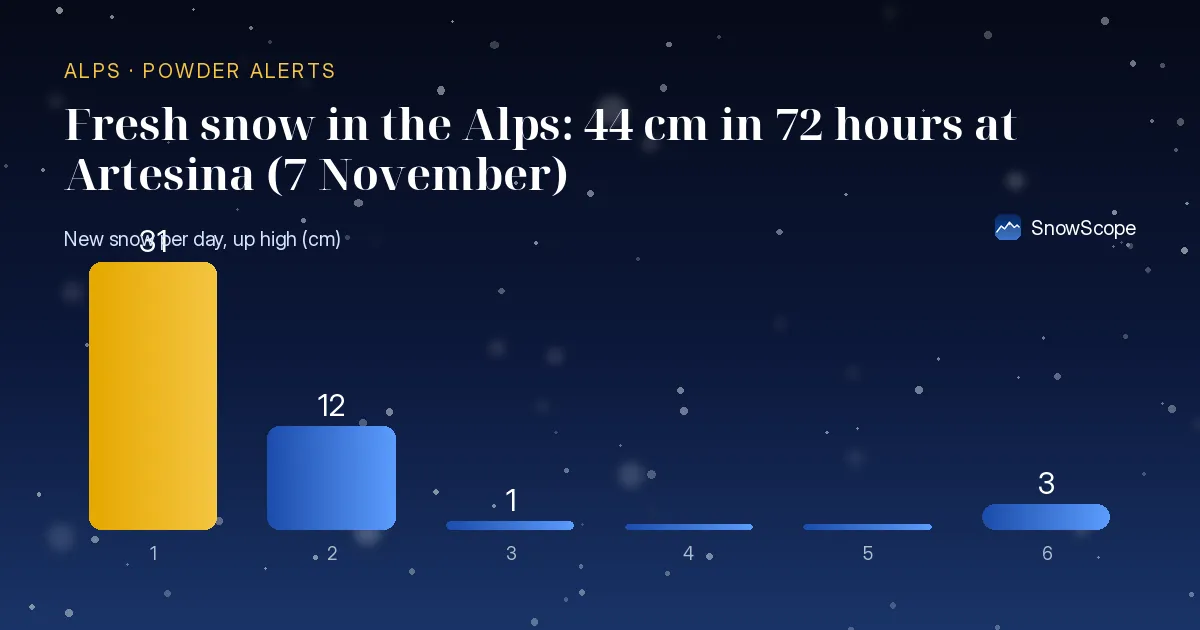 ALPS · POWDER ALERTS
Fresh snow in the Alps: 44 cm in 72 hours at
Artesina (7 November)
New snow per day, up high (cm)
SnowScope
31
12
1
3
1
2
3
4
5
6